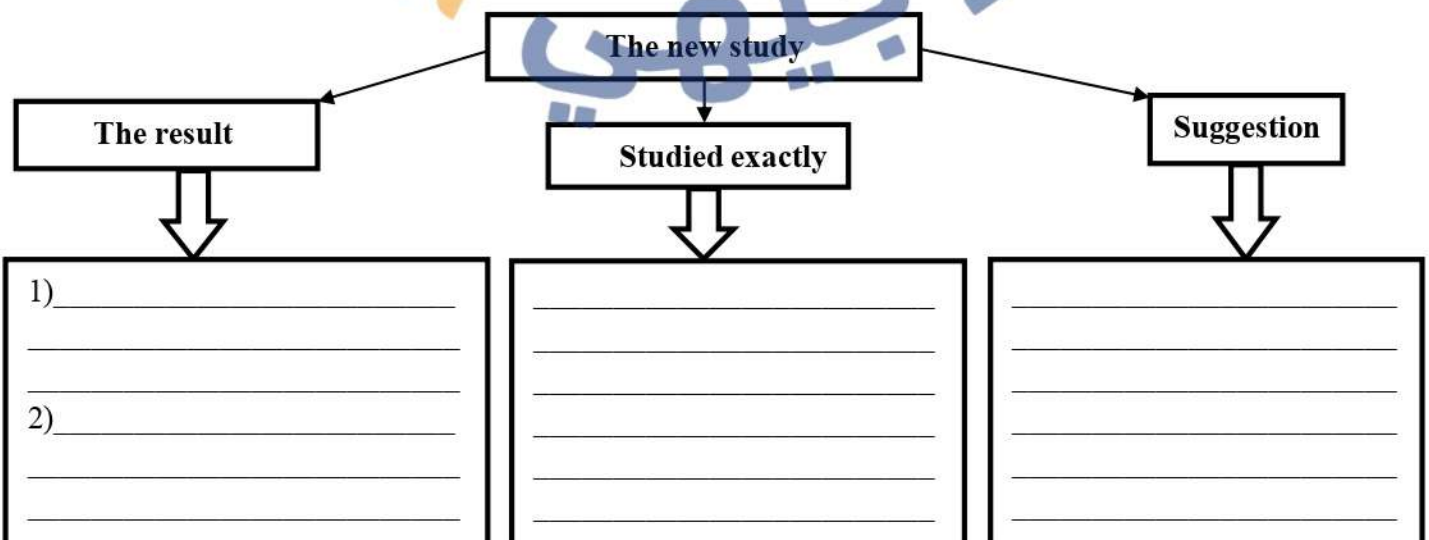 The new study
The result
Studied exactly
Suggestion
1)
2)